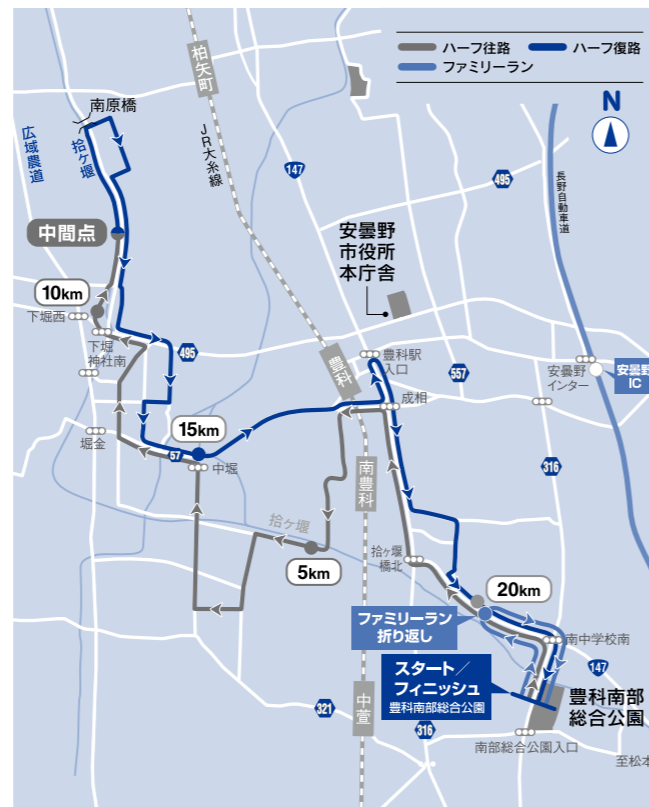 ハーフ往路
ハーフ復路
ファミリーラン
N
柏矢町
南原橋
広域農道
拾ケ堰
JR大糸線
147
495
長野自動車道
安曇野
市役所
本庁舎
中間点
10km
下堀西
下堀
神社南
495
豊科
豊科駅
入口
557
安曇野
インター
安曇野
IC
成相
堀金
15km
57
中堀
316
南豊科
拾ケ堰
5km
拾ケ堰
橋北
20km
ファミリーラン
折り返し
南中学校南
スタート/
フィニッシュ
豊科南部総合公園
147
豊科南部
総合公園
321
中萱
316
南部総合公園入口
至松本